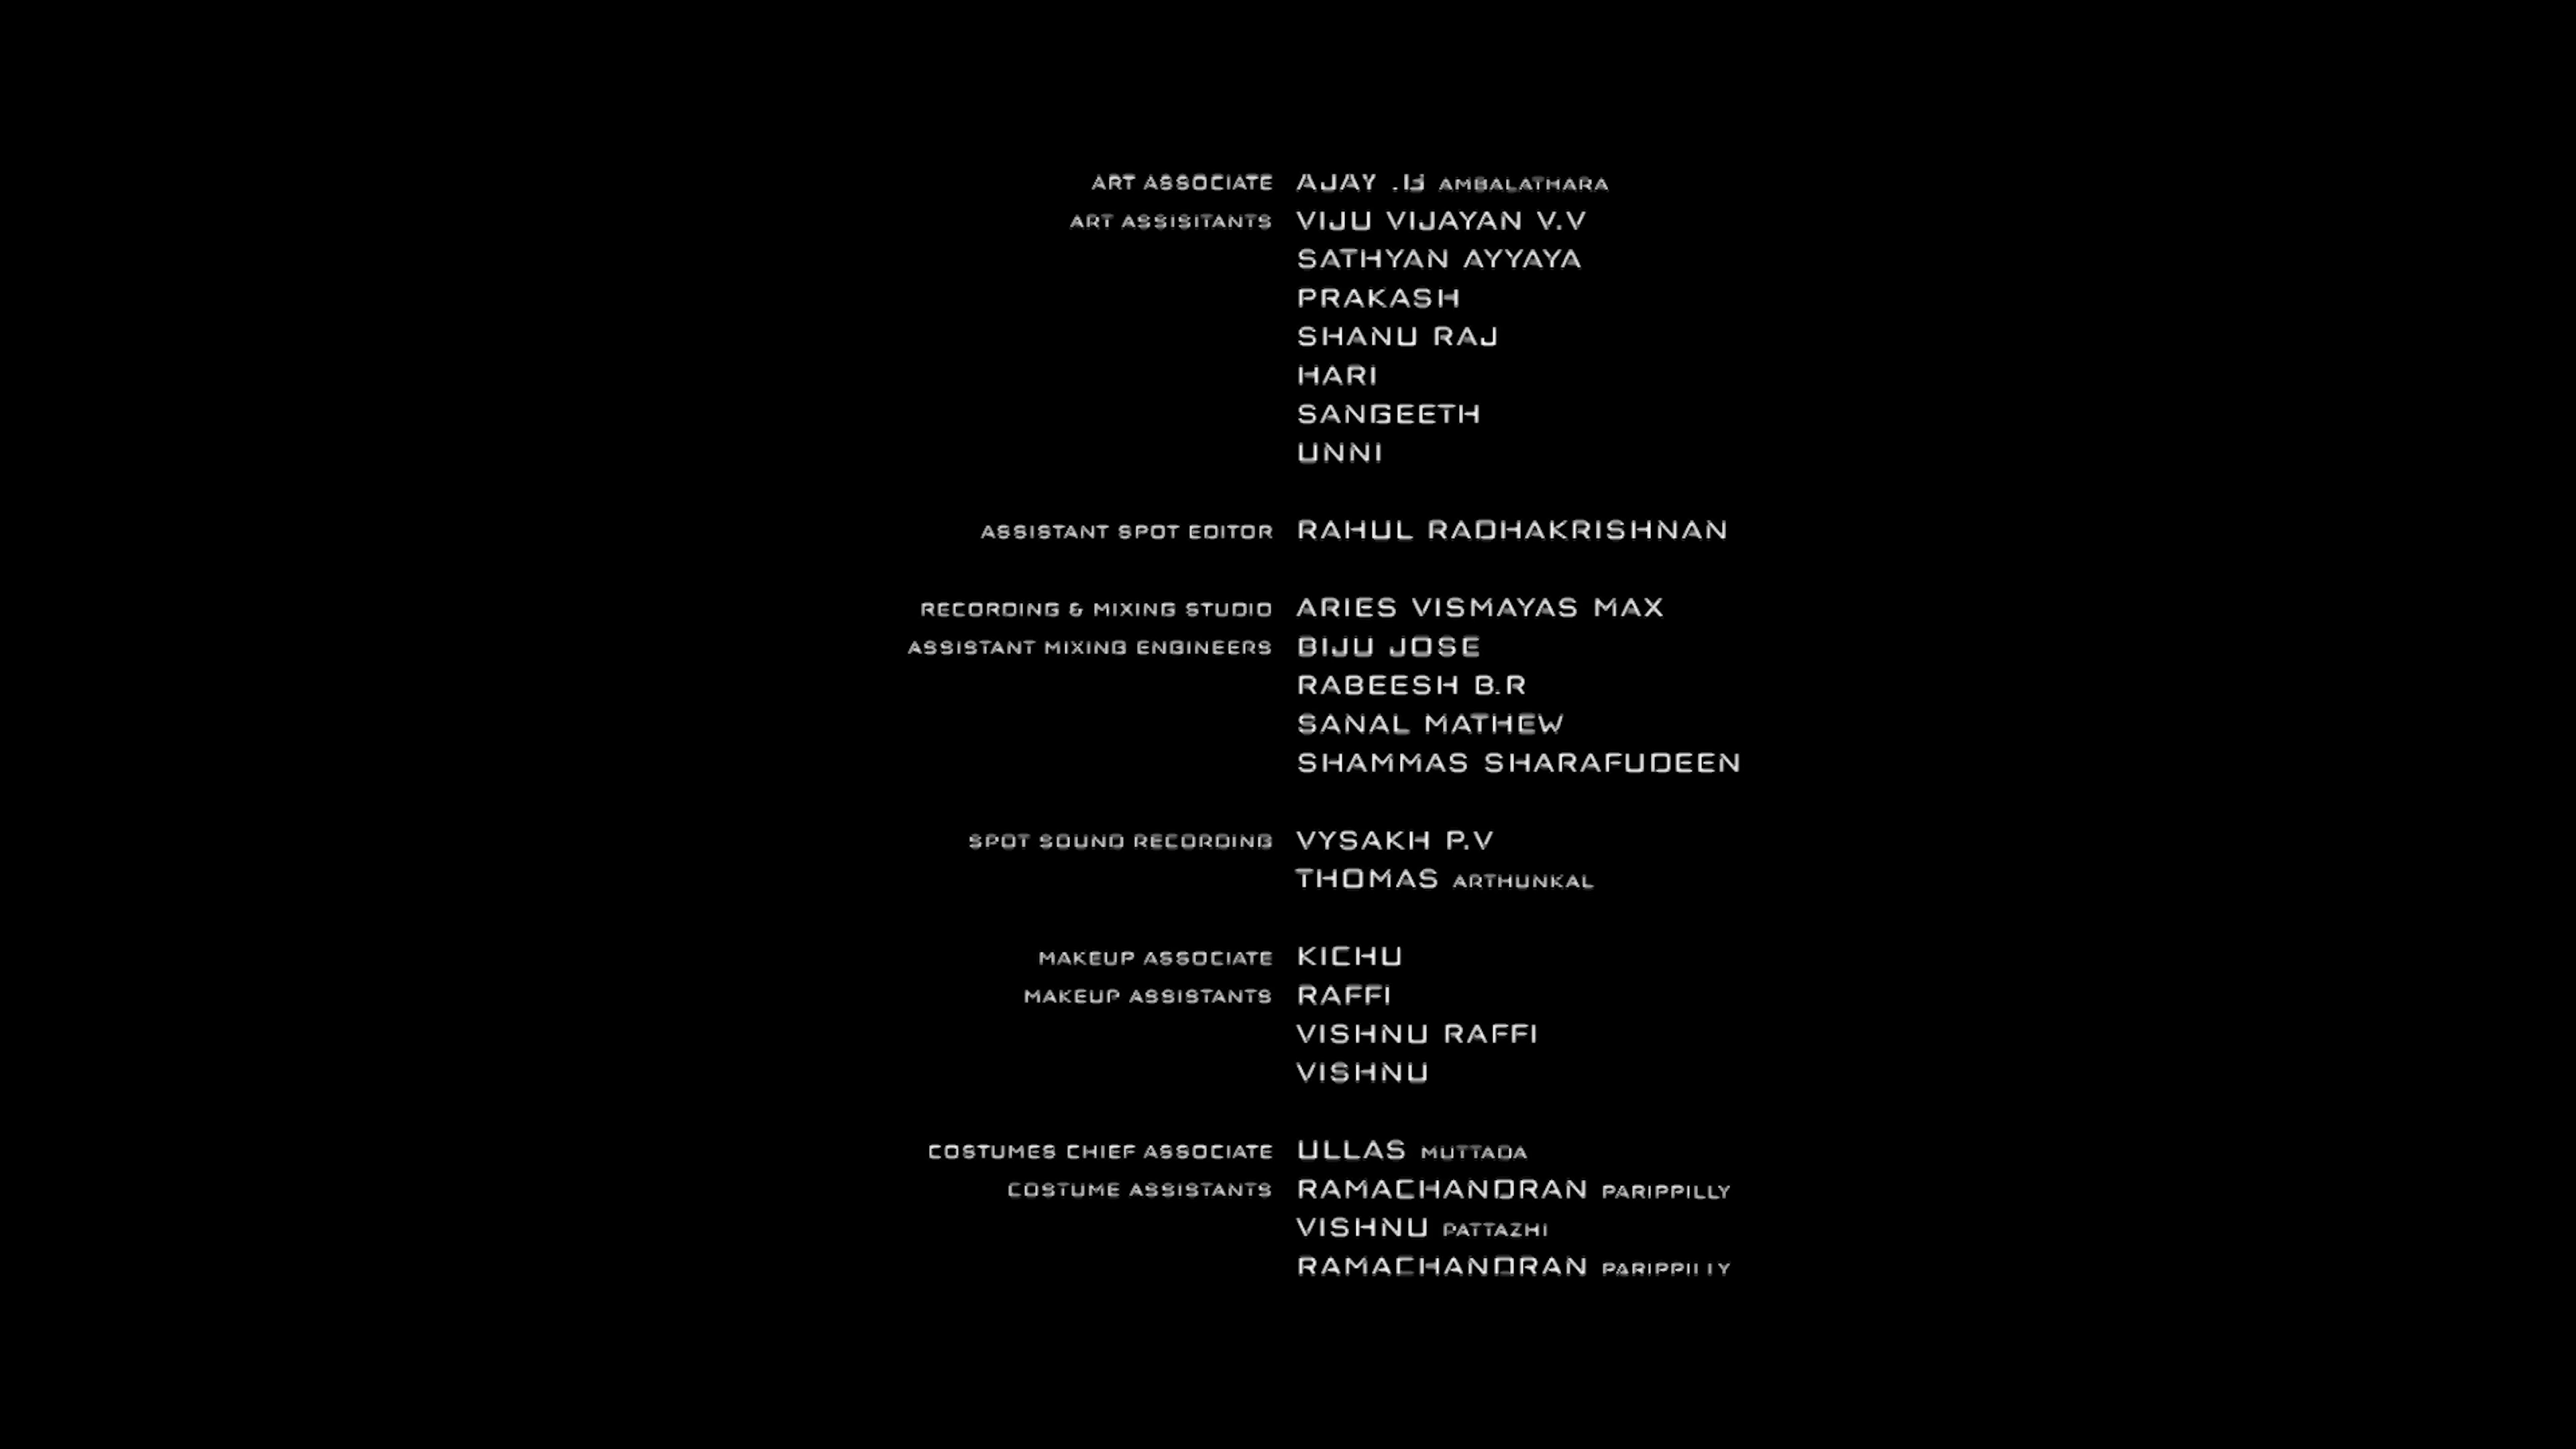 ART ASSOCIATE AJAY .B AMBALATHARA
ART ASSISITANTS VIJU VIJAYAN V.V
SATHYAN AYYAYA
PRAKASH
SHANU RAJ
HARI
SANGEETH
UNNI
ASSISTANT SPOT EDITOR RAHUL RADHAKRISHNAN
RECORDING & MIXING STUDIO ARIES VISMAYAS MAX
ASSISTANT MIXING ENGINEERS BIJU JOSE
RABEESH B.R
SANAL MATHEW
SHAMMAS SHARAFUDEEN
SPOT SOUND RECORDING VYSAKH P.V
THOMAS ARTHUNKAL
MAKEUP ASSOCIATE KICHU
MAKEUP ASSISTANTS RAFFI
VISHNU RAFFI
VISHNU
COSTUMES CHIEF ASSOCIATE ULLAS MUTTADA
COSTUME ASSISTANTS RAMACHANDRAN PARIPPILLY
VISHNU PATTAZHI
RAMACHANDRAN PARIPPILLY